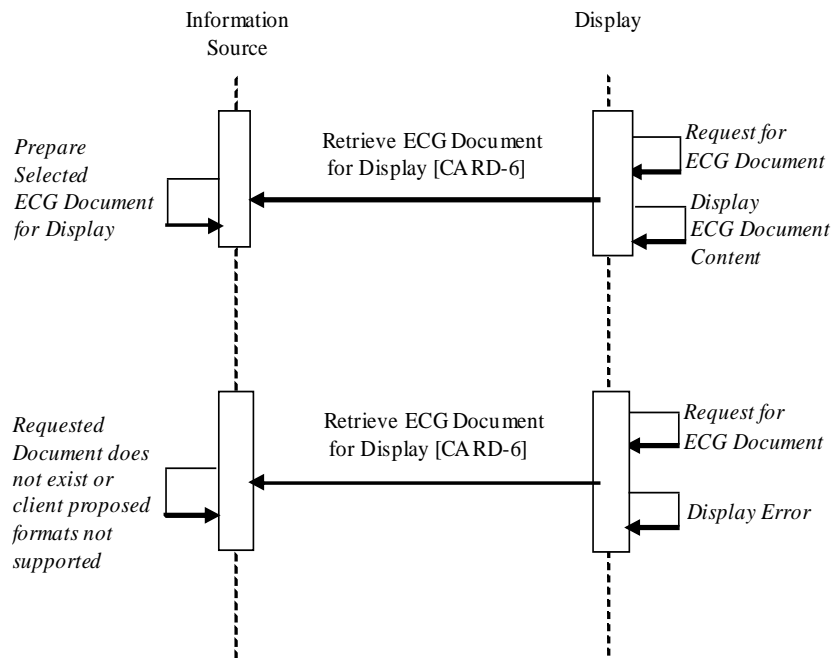 Information
Source
Display
Prepare
Selected
ECG Document
for Display
Retrieve ECG Document
for Display [CARD-6]
Request for
ECG Document
Display
ECG Document
Content
Requested
Document does
not exist or
client proposed
formats not
supported
Retrieve ECG Document
for Display [CARD-6]
Request for
ECG Document
Display Error